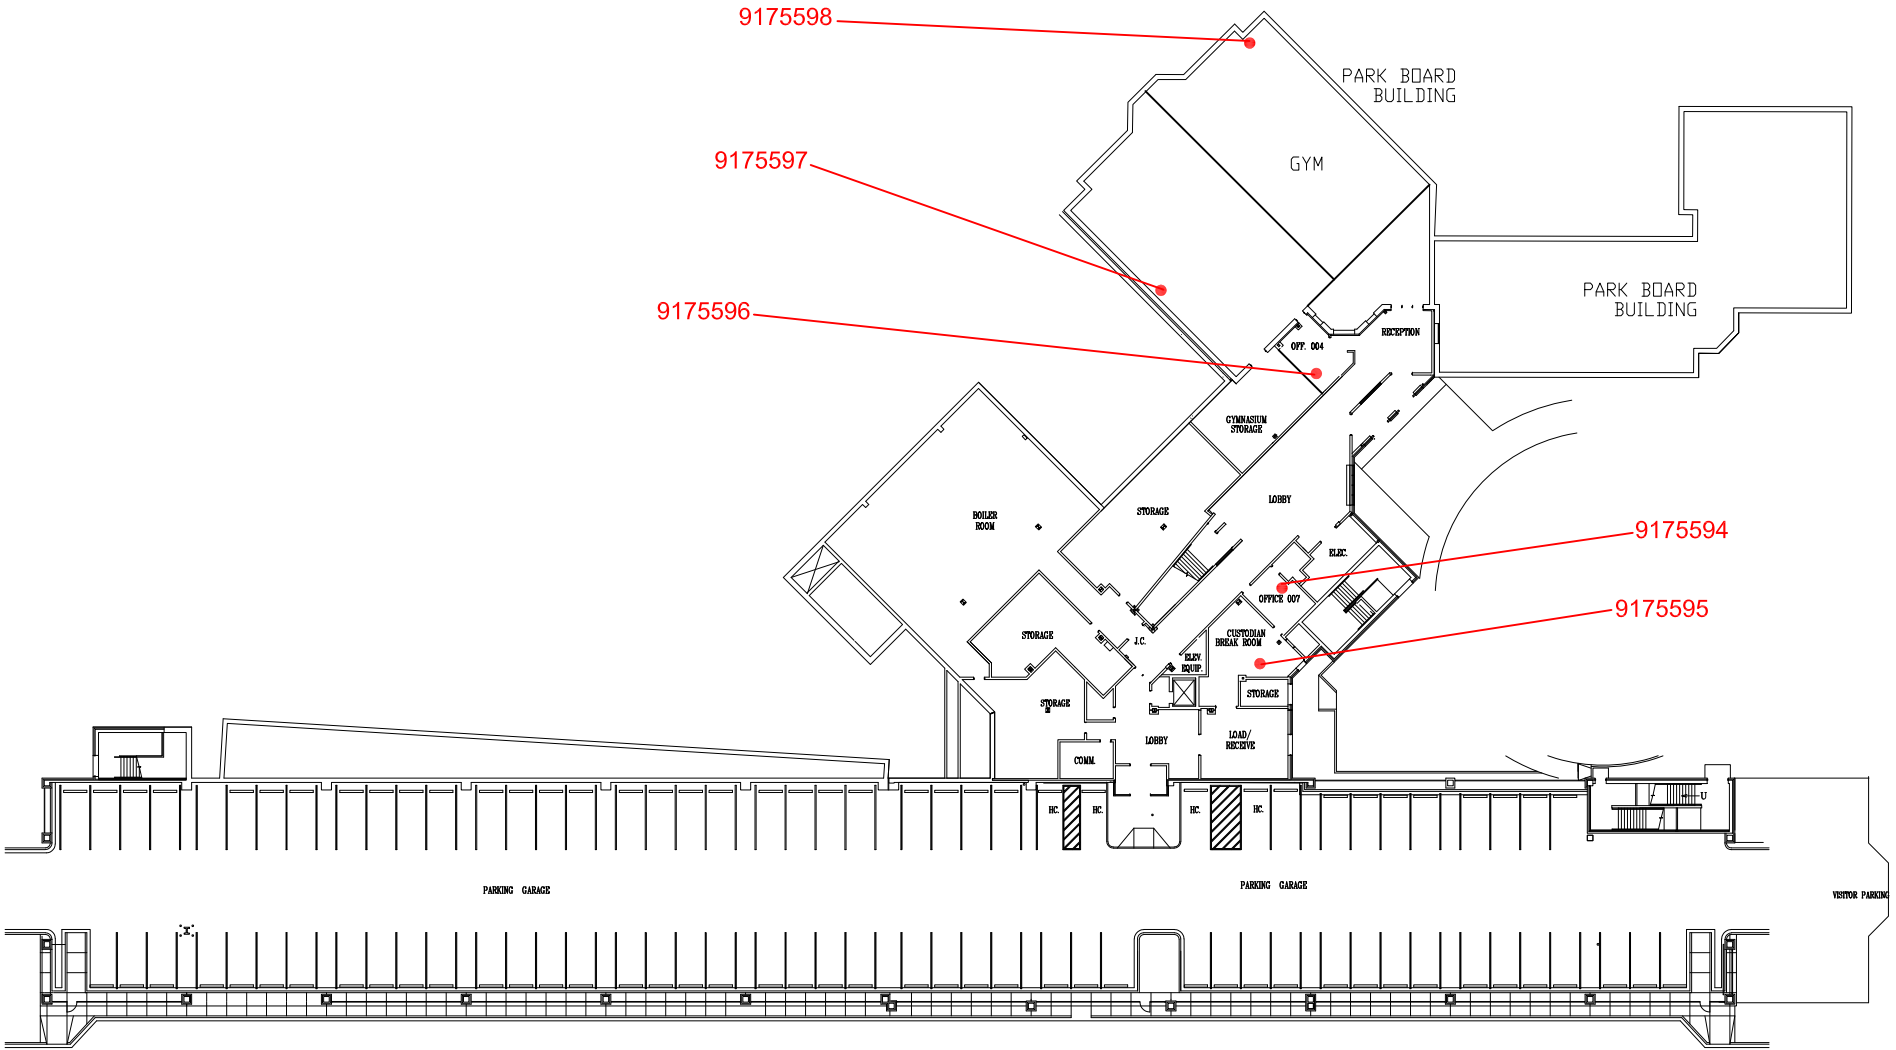 9175598
PARK BOARD
BUILDING
9175597
GYM
PARK BOARD
BUILDING
9175596
RECEPTION
OFF. 004
GYMNASIUM
STORAGE
LOBBY
BOILER
ROOM
STORAGE
9175594
ELEC.
OFFICE 007
9175595
STORAGE
J.C.
CUSTODIAN
BREAK ROOM
ELEV.
EQUIP.
STORAGE
STORAGE
LOBBY
LOAD/
RECEIVE
COMM.
HC.
HC.
HC.
HC.
U
PARKING GARAGE
PARKING GARAGE
VISITOR PARKING